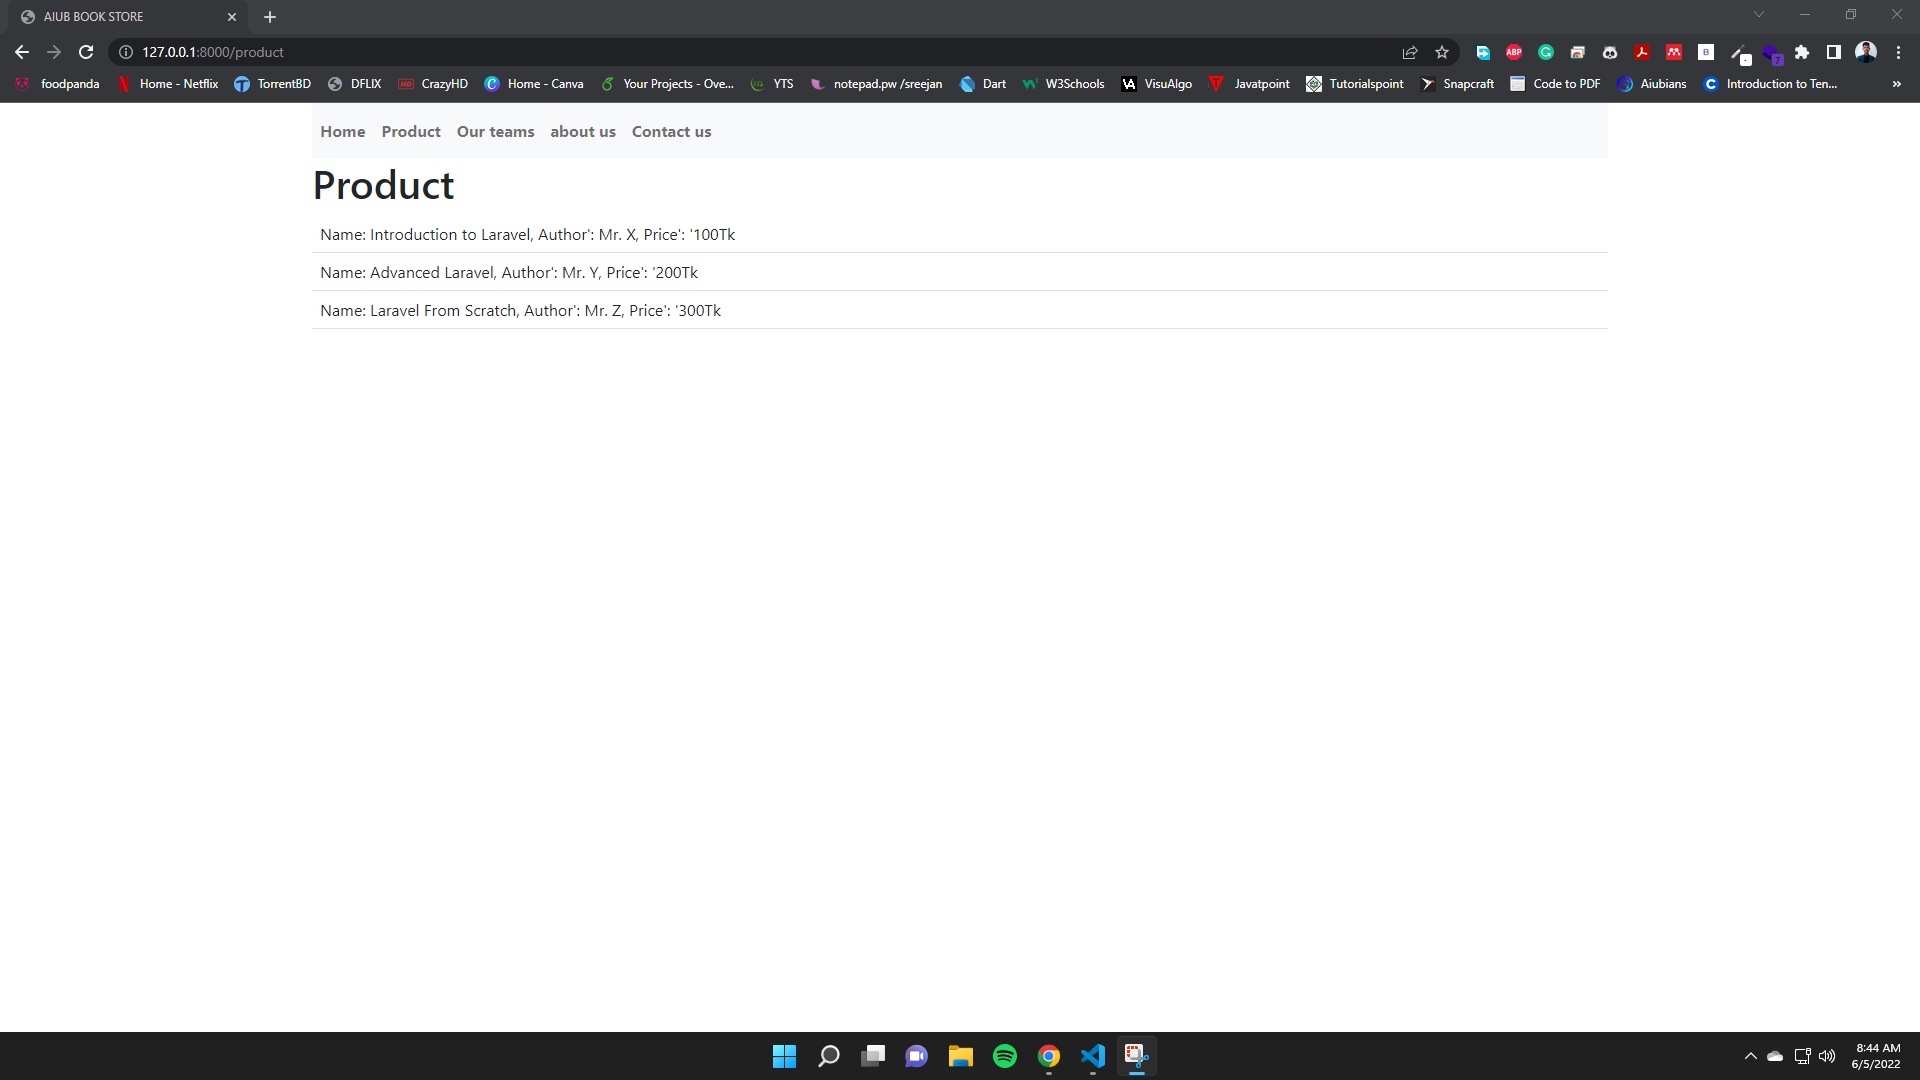 AIUB BOOK STORE
127.0.0.1:8000/product
ABP
7
foodpanda Home - Netflix TorrentBD DFLIX CrazyHD Home - Canva Your Projects - Ove... YTS notepad.pw /sreejan Dart W3Schools VisuAlgo Javatpoint Tutorialspoint Snapcraft Code to PDF Aiubians Introduction to Ten... »
Home Product Our teams about us Contact us
Product
Name: Introduction to Laravel, Author': Mr. X, Price': '100Tk
Name: Advanced Laravel, Author': Mr. Y, Price': '200Tk
Name: Laravel From Scratch, Author': Mr. Z, Price': '300Tk
8:44 AM
6/5/2022